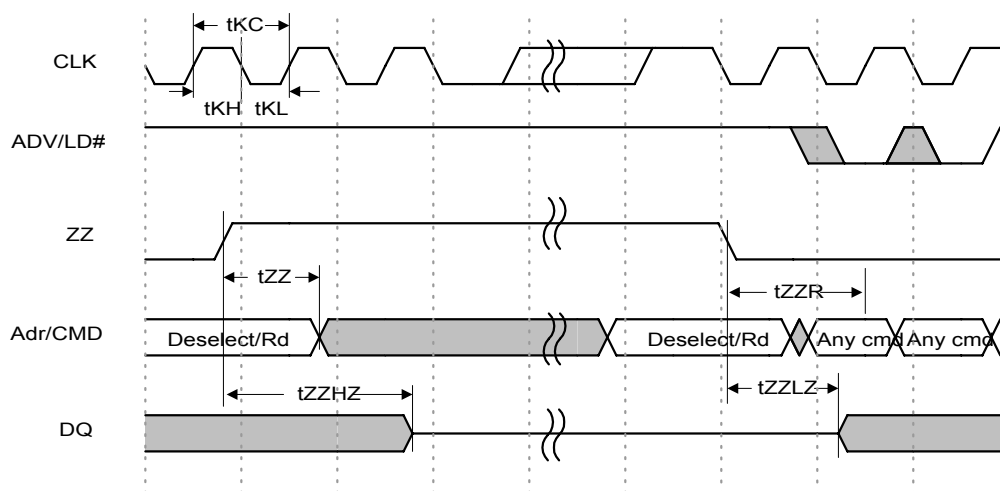 tKC
CLK
tKH tKL
ADV/LD#
ZZ
tZZ
tZZR
Adr/CMD
Deselect/Rd
Deselect/Rd
Any cmd
Any cmd
tZZHZ
tZZLZ
DQ